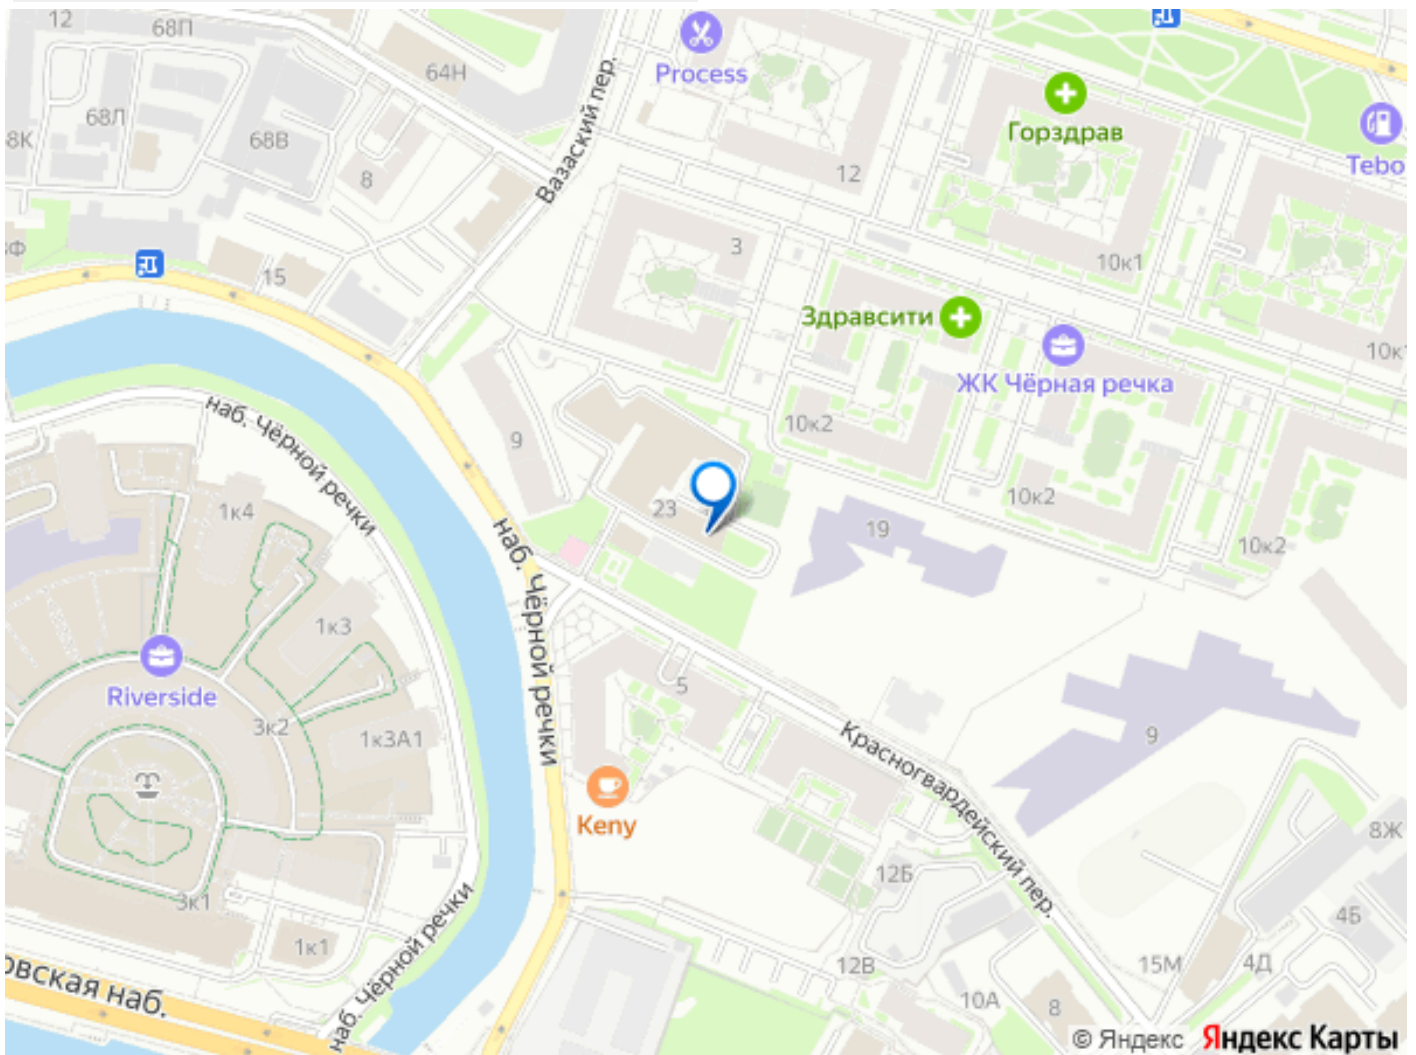 12
68П
64Н
Process
68Л
68В
8К
8
Вазаский пер.
12
Горздрав
Tebo
3
10к1
15
Здравсити
ЖК Чёрная речка
10к
наб. Чёрной речки
9
10к2
10к2
1к4
23
19
10к2
наб. Чёрной речки
1к3
Riverside
3к2
1к3А1
5
Красногвардейский пер.
9
Keny
8Ж
12Б
3к1
4Б
1к1
наб. Чёрной речки
12В
15М
4Д
10А
8
овская наб.
© Яндекс Яндекс Карты